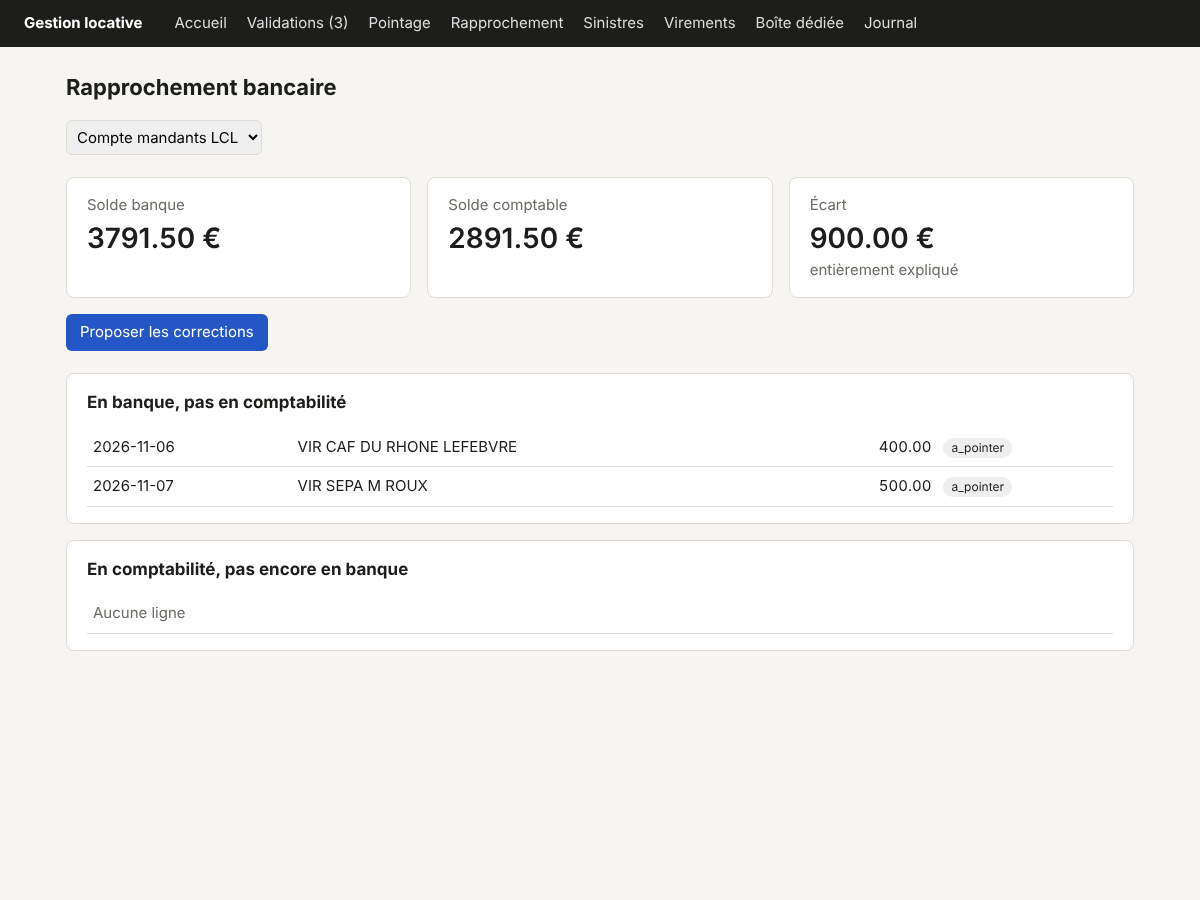 Gestion locative Accueil Validations (3) Pointage Rapprochement Sinistres Virements Boîte dédiée Journal
Rapprochement bancaire
Compte mandants LCL
Solde banque
3791.50 €
Solde comptable
2891.50 €
Écart
900.00 €
entièrement expliqué
Proposer les corrections
En banque, pas en comptabilité
2026-11-06 VIR CAF DU RHONE LEFEBVRE 400.00 a_pointer
2026-11-07 VIR SEPA M ROUX 500.00 a_pointer
En comptabilité, pas encore en banque
Aucune ligne